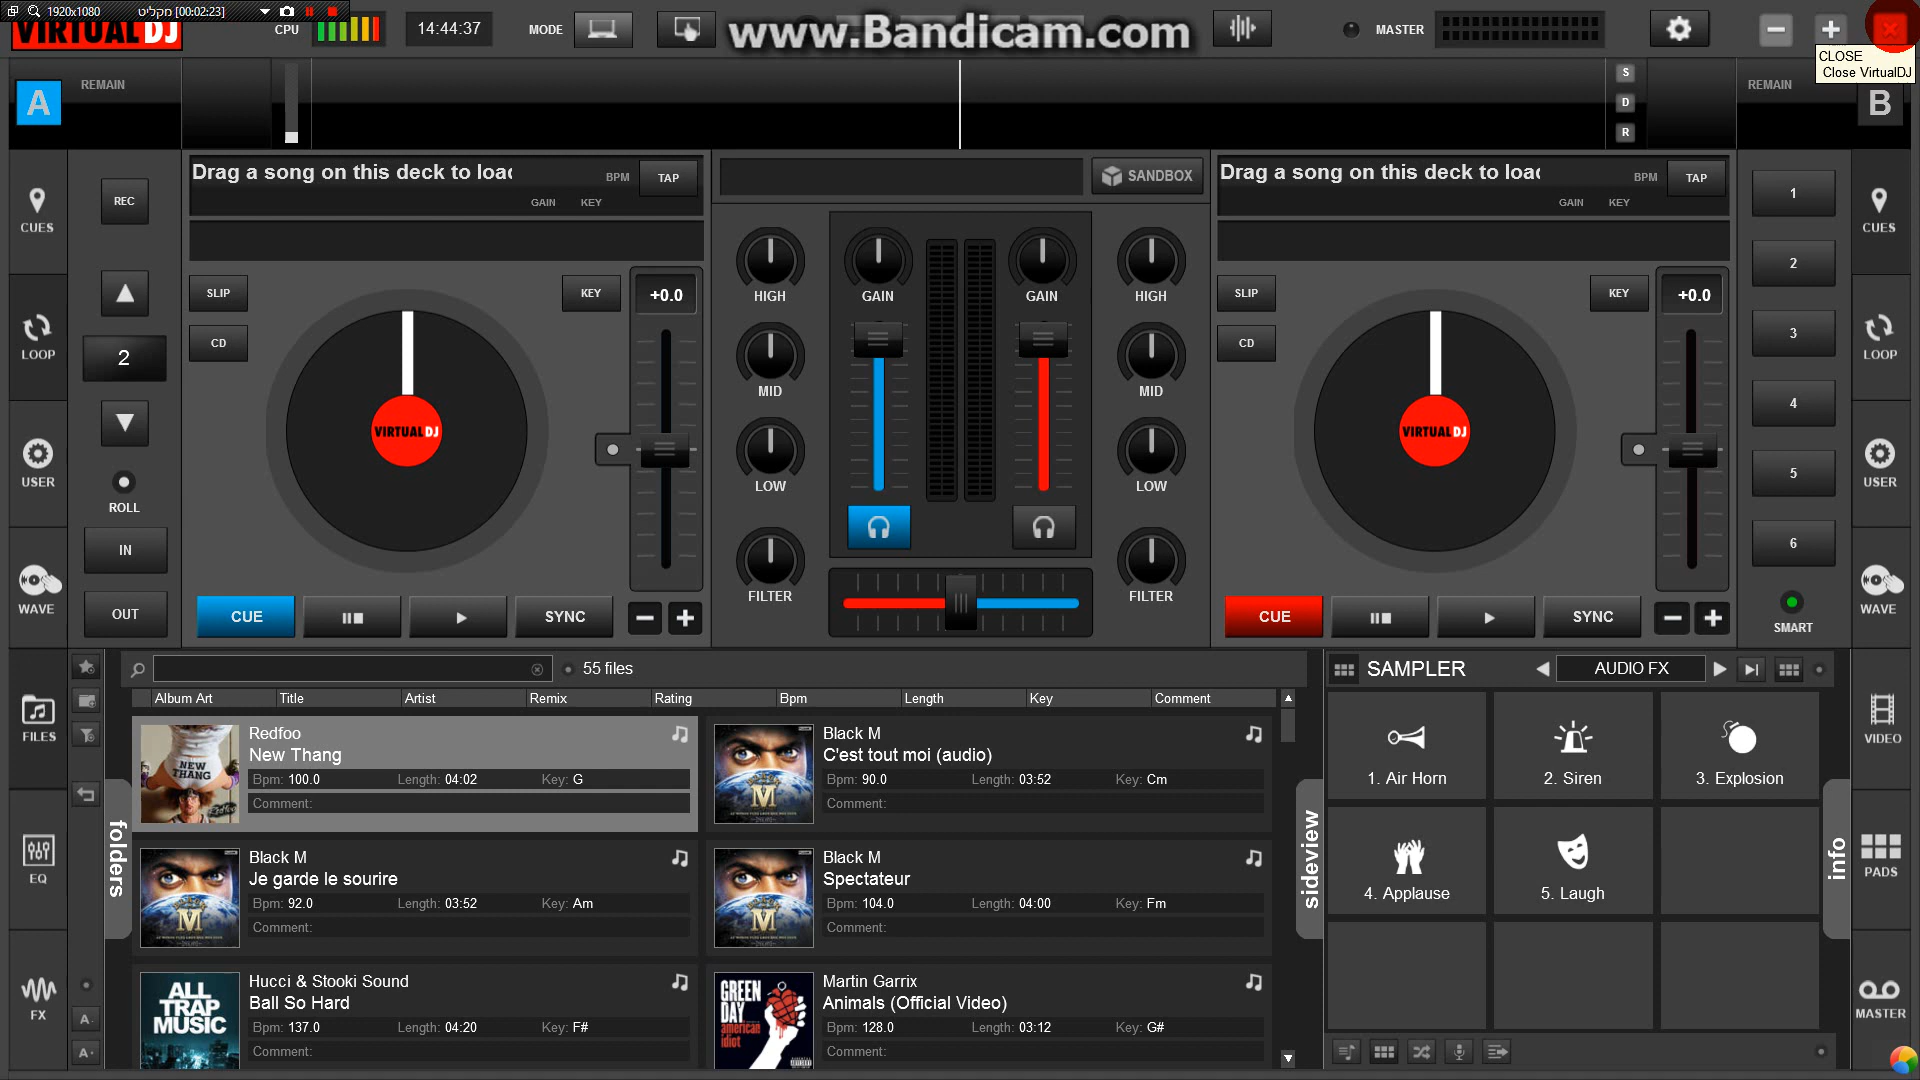 1920x1080 מקליט [00:02:23]
VIRTUAL DJ
CPU
14:44:37
MODE
www.Bandicam.com
MASTER
CLOSE
Close VirtualDJ
A
REMAIN
S
D
R
REMAIN
B
Drag a song on this deck to loa
BPM
TAP
GAIN
KEY
SANDBOX
Drag a song on this deck to loa
BPM
TAP
GAIN
KEY
CUES
LOOP
USER
WAVE
REC
2
ROLL
IN
OUT
SLIP
CD
KEY
+0.0
VIRTUAL DJ
CUE
SYNC
HIGH
MID
LOW
FILTER
GAIN
GAIN
HIGH
MID
LOW
FILTER
SLIP
CD
KEY
+0.0
VIRTUAL DJ
CUE
SYNC
1
2
3
4
5
6
SMART
CUES
LOOP
USER
WAVE
FILES
EQ
FX
folders
A-
A+
55 files
Album Art Title Artist Remix Rating Bpm Length Key Comment
NEW THANG
Redfoo
New Thang
Bpm: 100.0 Length: 04:02 Key: G
Comment:
M
Black M
C'est tout moi (audio)
Bpm: 90.0 Length: 03:52 Key: Cm
Comment:
M
Black M
Je garde le sourire
Bpm: 92.0 Length: 03:52 Key: Am
Comment:
M
Black M
Spectateur
Bpm: 104.0 Length: 04:00 Key: Fm
Comment:
ALL TRAP MUSIC
Hucci & Stooki Sound
Ball So Hard
Bpm: 137.0 Length: 04:20 Key: F#
Comment:
GREEN DAY
american idiot
Martin Garrix
Animals (Official Video)
Bpm: 128.0 Length: 03:12 Key: G#
Comment:
sideview
SAMPLER
AUDIO FX
1. Air Horn
2. Siren
3. Explosion
4. Applause
5. Laugh
info
VIDEO
PADS
MASTER